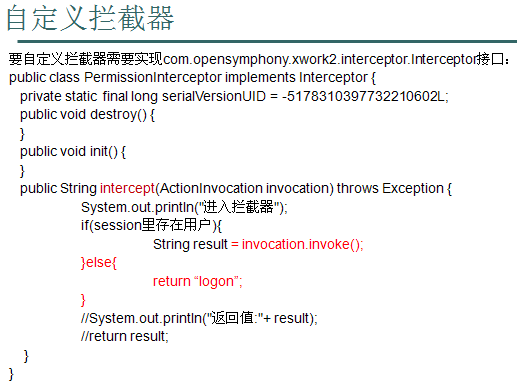 自定义拦截器
要自定义拦截器需要实现com.opensymphony.xwork2.interceptor.Interceptor接口：
public class PermissionInterceptor implements Interceptor {
private static final long serialVersionUID = -5178310397732210602L;
public void destroy() {
}
public void init() {
}
public String intercept(ActionInvocation invocation) throws Exception {
System.out.println("进入拦截器");
if(session里存在用户){
String result = invocation.invoke();
}else{
return “logon”;
}
//System.out.println("返回值:"+ result);
//return result;
}
}